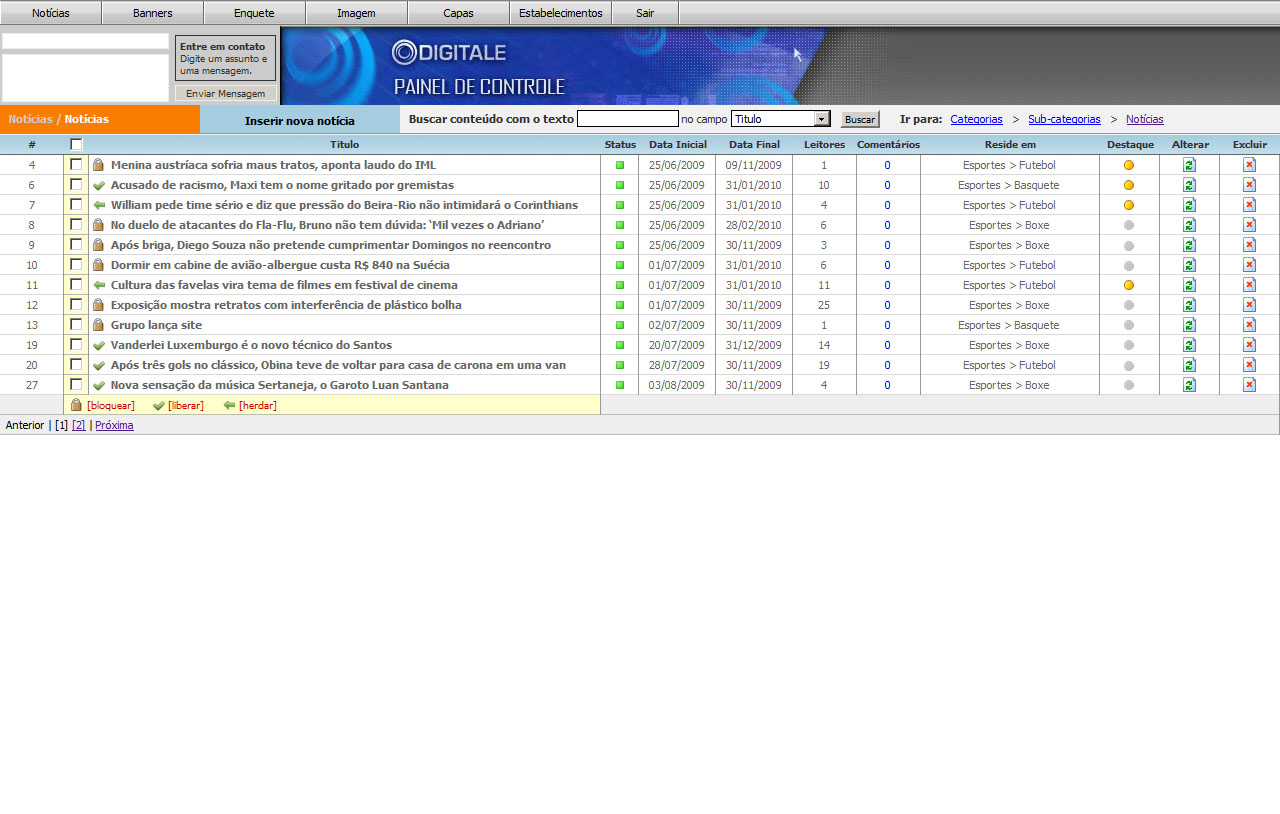 Notícias Banners Enquete Imagem Capas Estabelecimentos Sair
Entre em contato
Digite um assunto e
uma mensagem.
Enviar Mensagem
DIGITALE
PAINEL DE CONTROLE
Notícias / Notícias Inserir nova notícia Buscar conteúdo com o texto no campo Titulo Buscar Ir para: Categorias > Sub-categorias > Notícias
# Titulo Status Data Inicial Data Final Leitores Comentários Reside em Destaque Alterar Excluir
4 Menina austríaca sofria maus tratos, aponta laudo do IML 25/06/2009 09/11/2009 1 0 Esportes > Futebol
6 Acusado de racismo, Maxi tem o nome gritado por gremistas 25/06/2009 31/01/2010 10 0 Esportes > Basquete
7 William pede time sério e diz que pressão do Beira-Rio não intimidará o Corinthians 25/06/2009 31/01/2010 4 0 Esportes > Futebol
8 No duelo de atacantes do Fla-Flu, Bruno não tem dúvida: ‘Mil vezes o Adriano’ 25/06/2009 28/02/2010 6 0 Esportes > Boxe
9 Após briga, Diego Souza não pretende cumprimentar Domingos no reencontro 25/06/2009 30/11/2009 3 0 Esportes > Boxe
10 Dormir em cabine de avião-albergue custa R$ 840 na Suécia 01/07/2009 31/01/2010 6 0 Esportes > Futebol
11 Cultura das favelas vira tema de filmes em festival de cinema 01/07/2009 31/01/2010 11 0 Esportes > Futebol
12 Exposição mostra retratos com interferência de plástico bolha 01/07/2009 30/11/2009 25 0 Esportes > Boxe
13 Grupo lança site 02/07/2009 30/11/2009 1 0 Esportes > Basquete
19 Vanderlei Luxemburgo é o novo técnico do Santos 20/07/2009 31/12/2009 14 0 Esportes > Boxe
20 Após três gols no clássico, Obina teve de voltar para casa de carona em uma van 28/07/2009 30/11/2009 19 0 Esportes > Futebol
27 Nova sensação da música Sertaneja, o Garoto Luan Santana 03/08/2009 30/11/2009 4 0 Esportes > Boxe
[bloquear] [liberar] [herdar]
Anterior | [1] [2] | Próxima